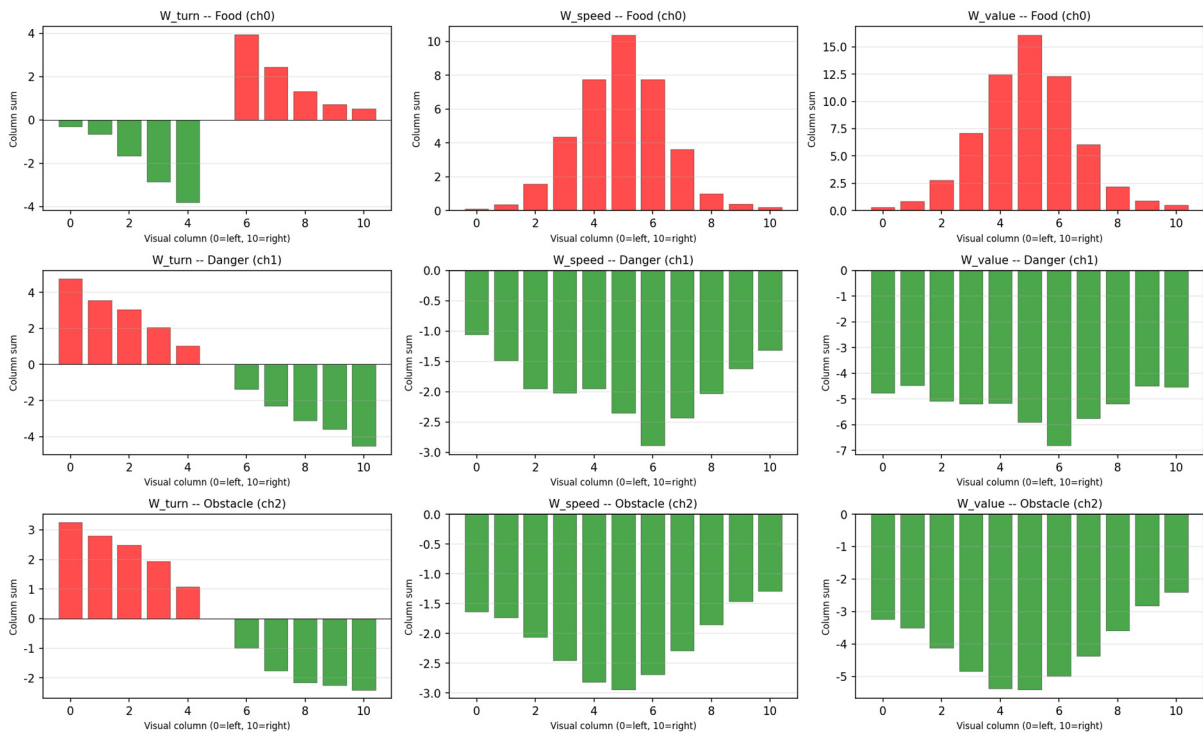 W_turn -- Food (ch0)
W_speed -- Food (ch0)
W_value -- Food (ch0)
Column sum
4
2
0
-2
-4
0 2 4 6 8 10
Visual column (0=left, 10=right)
Column sum
10
8
6
4
2
0
0 2 4 6 8 10
Visual column (0=left, 10=right)
Column sum
15.0
12.5
10.0
7.5
5.0
2.5
0.0
0 2 4 6 8 10
Visual column (0=left, 10=right)
W_turn -- Danger (ch1)
W_speed -- Danger (ch1)
W_value -- Danger (ch1)
Column sum
4
2
0
-2
-4
0 2 4 6 8 10
Visual column (0=left, 10=right)
Column sum
0.0
-0.5
-1.0
-1.5
-2.0
-2.5
-3.0
0 2 4 6 8 10
Visual column (0=left, 10=right)
Column sum
0
-1
-2
-3
-4
-5
-6
-7
0 2 4 6 8 10
Visual column (0=left, 10=right)
W_turn -- Obstacle (ch2)
W_speed -- Obstacle (ch2)
W_value -- Obstacle (ch2)
Column sum
3
2
1
0
-1
-2
0 2 4 6 8 10
Visual column (0=left, 10=right)
Column sum
0.0
-0.5
-1.0
-1.5
-2.0
-2.5
-3.0
0 2 4 6 8 10
Visual column (0=left, 10=right)
Column sum
0
-1
-2
-3
-4
-5
0 2 4 6 8 10
Visual column (0=left, 10=right)